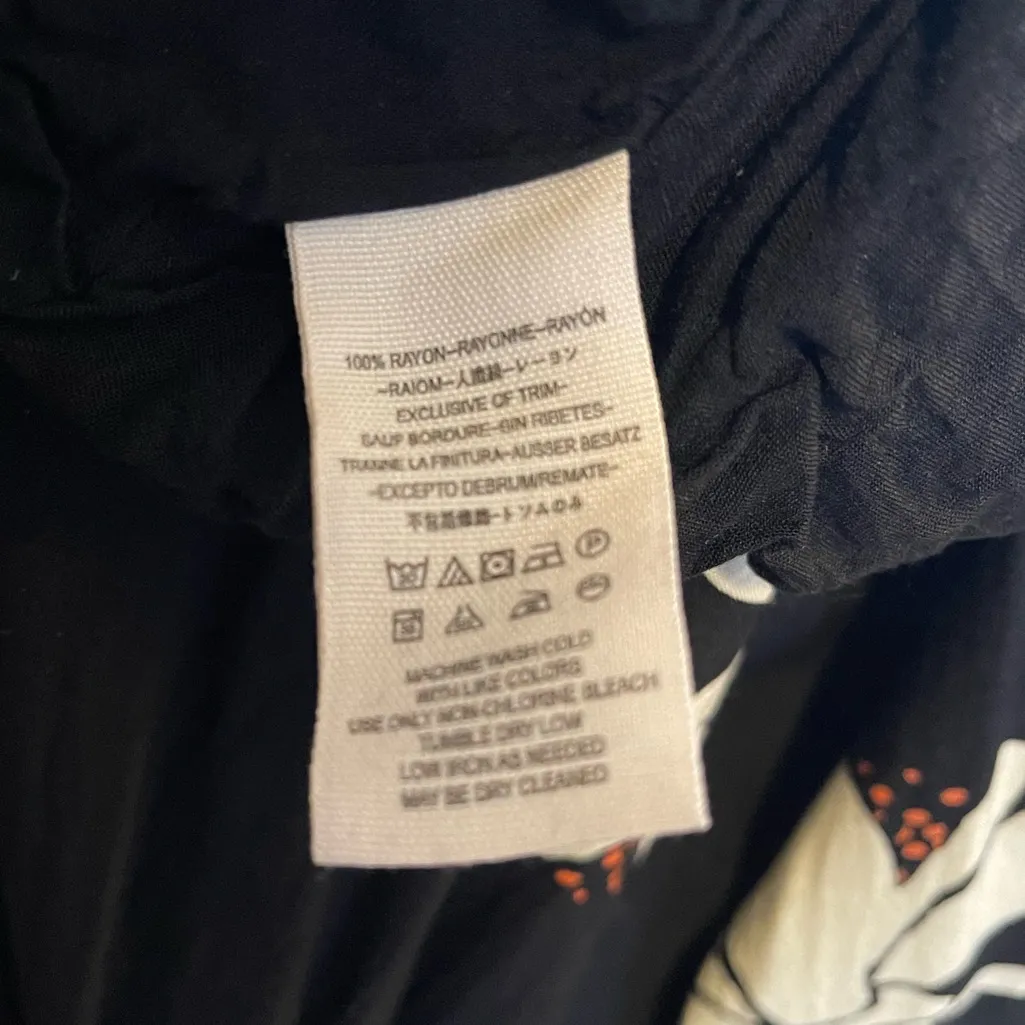 100% RAYON-RAYONNE-RAYÓN
-RAIOM-人造絲-レーヨン
EXCLUSIVE OF TRIM-
SAUF BORDURE-SIN RIBETES-
TRANNE LA FINITURA-AUSSER BESATZ
-EXCEPTO DEBRUM/REMATE-
MACHINE WASH COLD
WITH LIKE COLORS
USE ONLY NON-CHLORINE BLEACH
TUMBLE DRY LOW
LOW IRON AS NEEDED
MAY BE DRY CLEANED